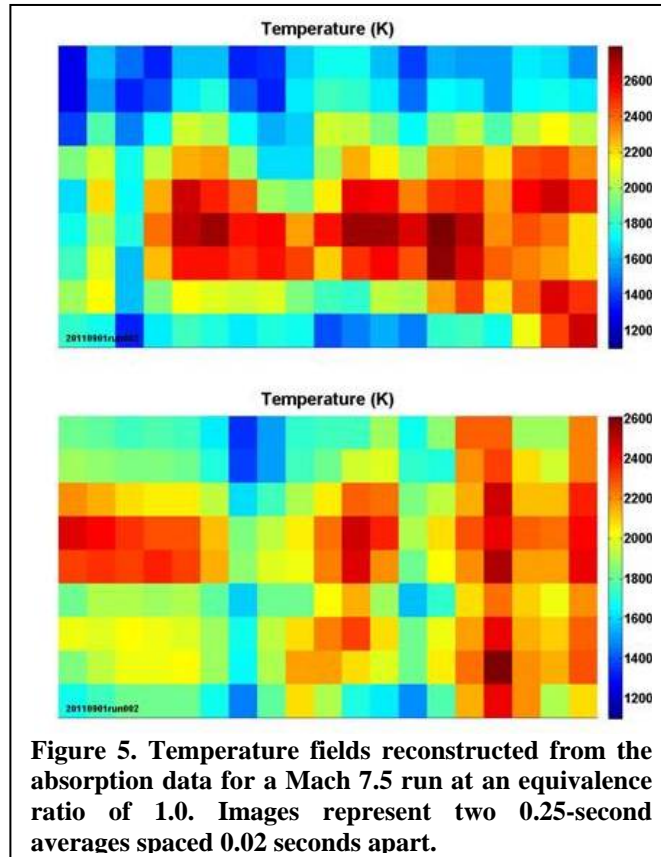 Temperature (K)
2600
2400
2200
2000
1800
1600
1400
1200
20110901run002
Temperature (K)
2600
2400
2200
2000
1800
1600
1400
1200
20110901run002
Figure 5. Temperature fields reconstructed from the
absorption data for a Mach 7.5 run at an equivalence
ratio of 1.0. Images represent two 0.25-second
averages spaced 0.02 seconds apart.